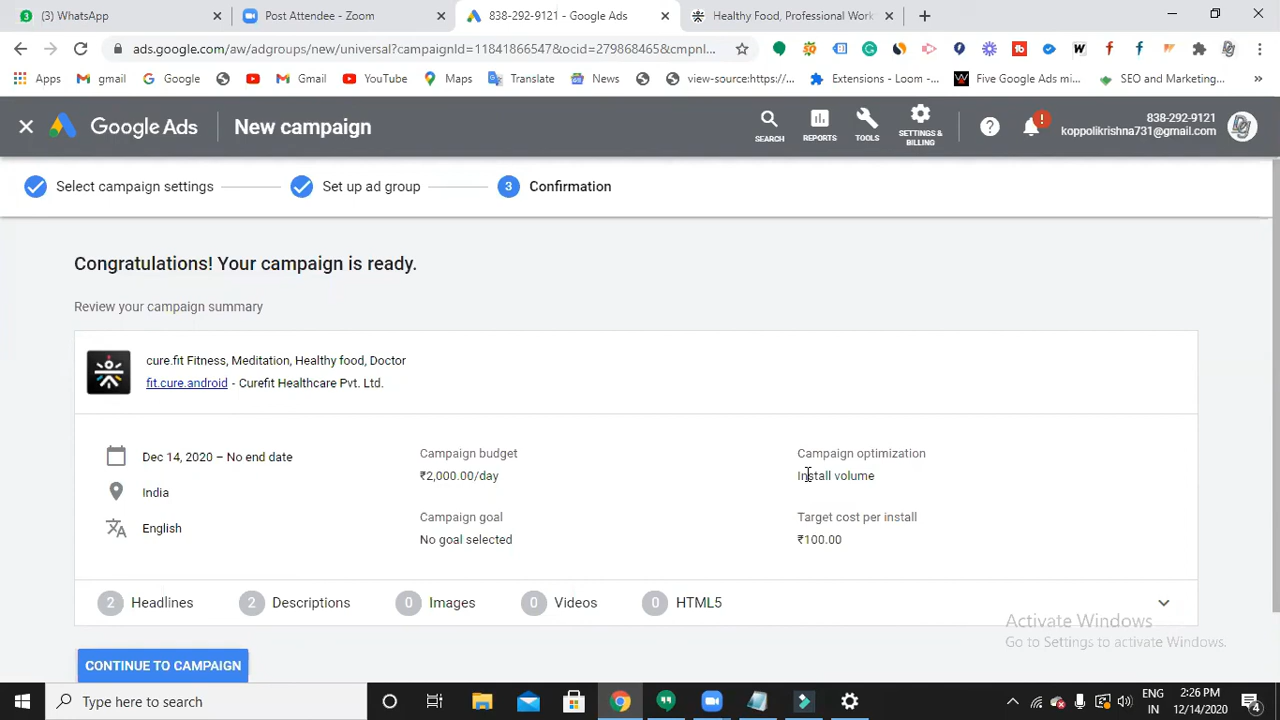 (3) WhatsApp
Post Attendee - Zoom
838-292-9121 - Google Ads
Healthy Food, Professional Work
ads.google.com/aw/adgroups/new/universal?campaignId=11841866547&ocid=279868465&cmpnl...
Apps
gmail
Google
Gmail
YouTube
Maps
Translate
News
view-source:https://...
Extensions - Loom -...
Five Google Ads mi...
SEO and Marketing...
»
Google Ads
New campaign
SEARCH
REPORTS
TOOLS
SETTINGS &
BILLING
838-292-9121
koppolikrishna731@gmail.com
Select campaign settings
Set up ad group
3 Confirmation
Congratulations! Your campaign is ready.
Review your campaign summary
cure.fit Fitness, Meditation, Healthy food, Doctor
fit.cure.android - Curefit Healthcare Pvt. Ltd.
Dec 14, 2020 – No end date
India
English
Campaign budget
₹2,000.00/day
Campaign goal
No goal selected
Campaign optimization
Install volume
Target cost per install
₹100.00
2 Headlines
2 Descriptions
0 Images
0 Videos
0 HTML5
CONTINUE TO CAMPAIGN
Activate Windows
Go to Settings to activate Windows.
Type here to search
ENG
IN
2:26 PM
12/14/2020
4